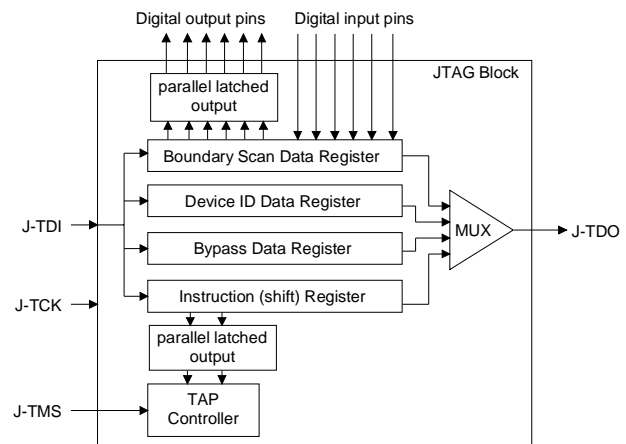 Digital output pins
Digital input pins
JTAG Block
parallel latched
output
Boundary Scan Data Register
Device ID Data Register
J-TDI
MUX
J-TDO
Bypass Data Register
J-TCK
Instruction (shift) Register
parallel latched
output
J-TMS
TAP
Controller